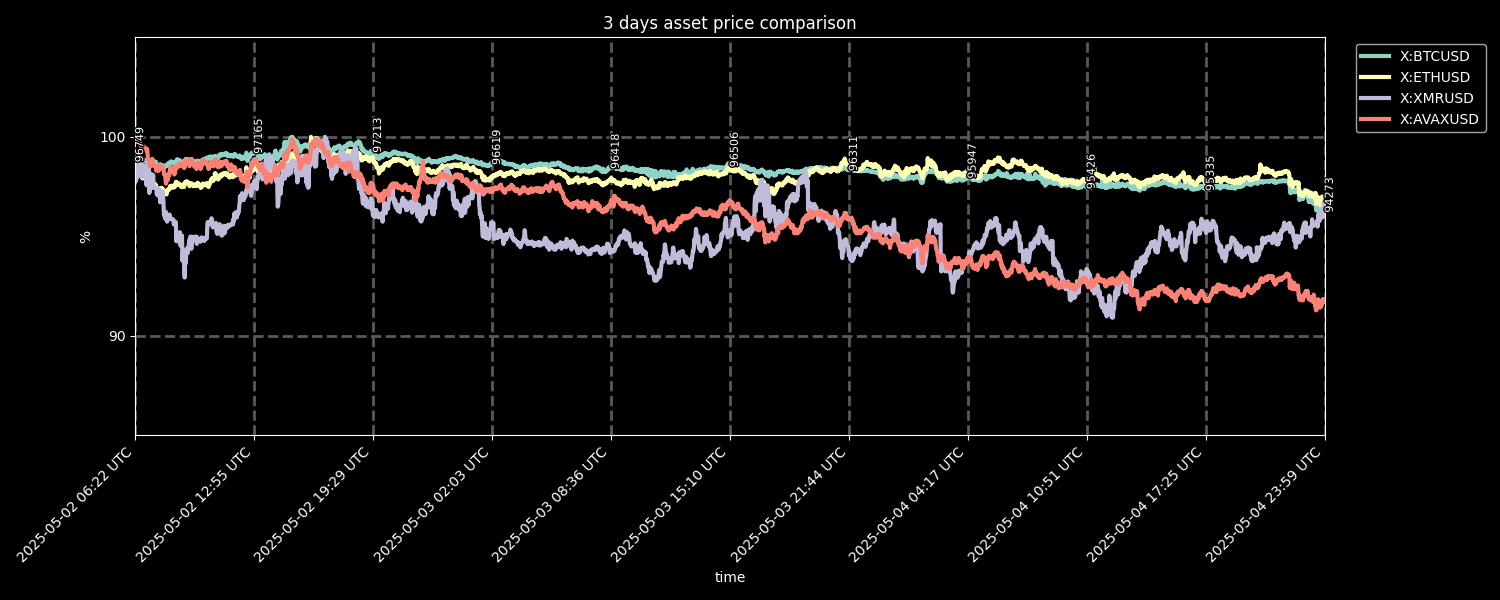 3 days asset price comparison
X:BTCUSD
X:ETHUSD
X:XMRUSD
X:AVAXUSD
100
90
%
96749
97165
97213
96619
96418
96506
96311
95947
95426
95335
94273
2025-05-02 06:22 UTC
2025-05-02 12:55 UTC
2025-05-02 19:29 UTC
2025-05-03 02:03 UTC
2025-05-03 08:36 UTC
2025-05-03 15:10 UTC
2025-05-03 21:44 UTC
2025-05-04 04:17 UTC
2025-05-04 10:51 UTC
2025-05-04 17:25 UTC
2025-05-04 23:59 UTC
time